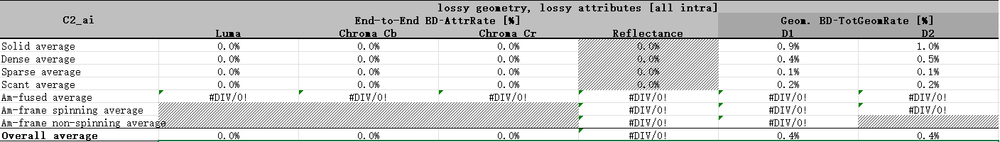 lossy geometry, lossy attributes [all intra]
C2_ai End-to-End BD-AttrRate [%] Geom. BD-TotGeomRate [%]
Luma Chroma Cb Chroma Cr Reflectance D1 D2
Solid average 0.0% 0.0% 0.0% 0.0% 0.9% 1.0%
Dense average 0.0% 0.0% 0.0% 0.0% 0.4% 0.5%
Sparse average 0.0% 0.0% 0.0% 0.0% 0.1% 0.1%
Scant average 0.0% 0.0% 0.0% 0.0% 0.2% 0.2%
Am-fused average #DIV/0! #DIV/0! #DIV/0! #DIV/0! #DIV/0! #DIV/0!
Am-frame spinning average #DIV/0! #DIV/0! #DIV/0!
Am-frame non-spinning average #DIV/0! #DIV/0!
Overall average 0.0% 0.0% 0.0% #DIV/0! 0.4% 0.4%